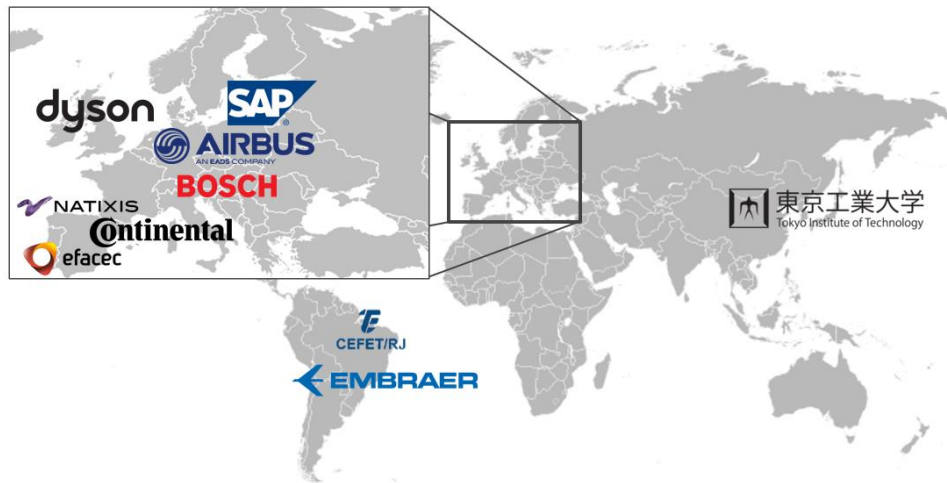 dyson
SAP
®
AIRBUS
AN EADS COMPANY
BOSCH
NATIXIS
Continental
efacec
東京工業大学
Tokyo Institute of Technology
CEFET/RJ
EMBRAER